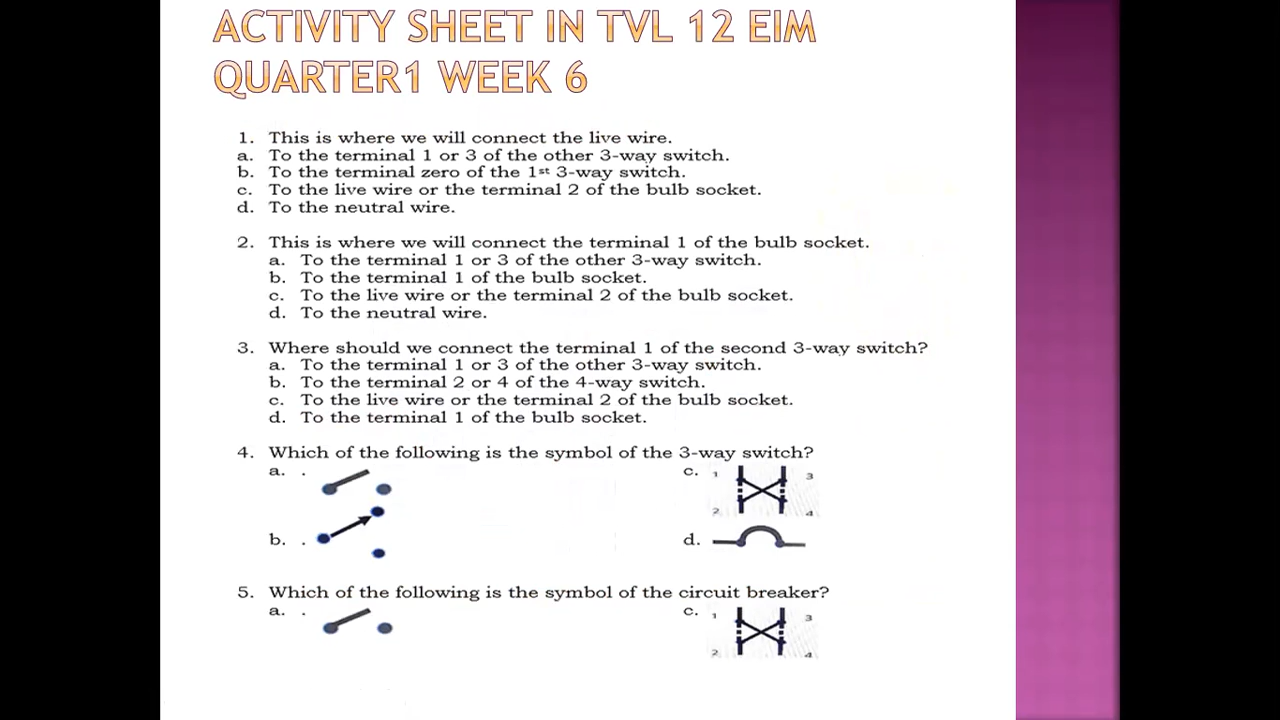 ACTIVITY SHEET IN TVL 12 EIM
QUARTER1 WEEK 6
1. This is where we will connect the live wire.
a. To the terminal 1 or 3 of the other 3-way switch.
b. To the terminal zero of the 1st 3-way switch.
c. To the live wire or the terminal 2 of the bulb socket.
d. To the neutral wire.
2. This is where we will connect the terminal 1 of the bulb socket.
a. To the terminal 1 or 3 of the other 3-way switch.
b. To the terminal 1 of the bulb socket.
c. To the live wire or the terminal 2 of the bulb socket.
d. To the neutral wire.
3. Where should we connect the terminal 1 of the second 3-way switch?
a. To the terminal 1 or 3 of the other 3-way switch.
b. To the terminal 2 or 4 of the 4-way switch.
c. To the live wire or the terminal 2 of the bulb socket.
d. To the terminal 1 of the bulb socket.
4. Which of the following is the symbol of the 3-way switch?
a. . c. 1 3
2 4
b. . d.
5. Which of the following is the symbol of the circuit breaker?
a. . c. 1 3
2 4